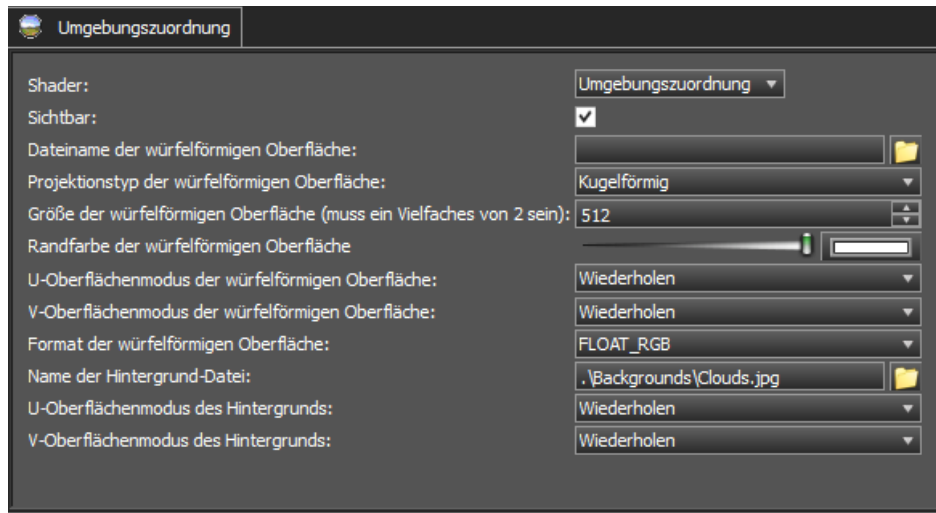 Umgebungszuordnung
Shader: Umgebungszuordnung
Sichtbar:
Dateiname der würfelförmigen Oberfläche:
Projektionstyp der würfelförmigen Oberfläche: Kugelförmig
Größe der würfelförmigen Oberfläche (muss ein Vielfaches von 2 sein): 512
Randfarbe der würfelförmigen Oberfläche
U-Oberflächenmodus der würfelförmigen Oberfläche: Wiederholen
V-Oberflächenmodus der würfelförmigen Oberfläche: Wiederholen
Format der würfelförmigen Oberfläche: FLOAT_RGB
Name der Hintergrund-Datei: .\Backgrounds\Clouds.jpg
U-Oberflächenmodus des Hintergrunds: Wiederholen
V-Oberflächenmodus des Hintergrunds: Wiederholen